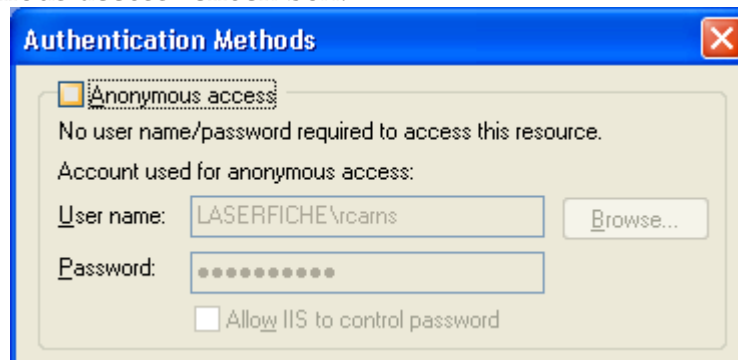 Authentication Methods
Anonymous access
No user name/password required to access this resource.
Account used for anonymous access:
User name: LASERFICHE\rcarns Browse...
Password: ●●●●●●●●●●
Allow IIS to control password